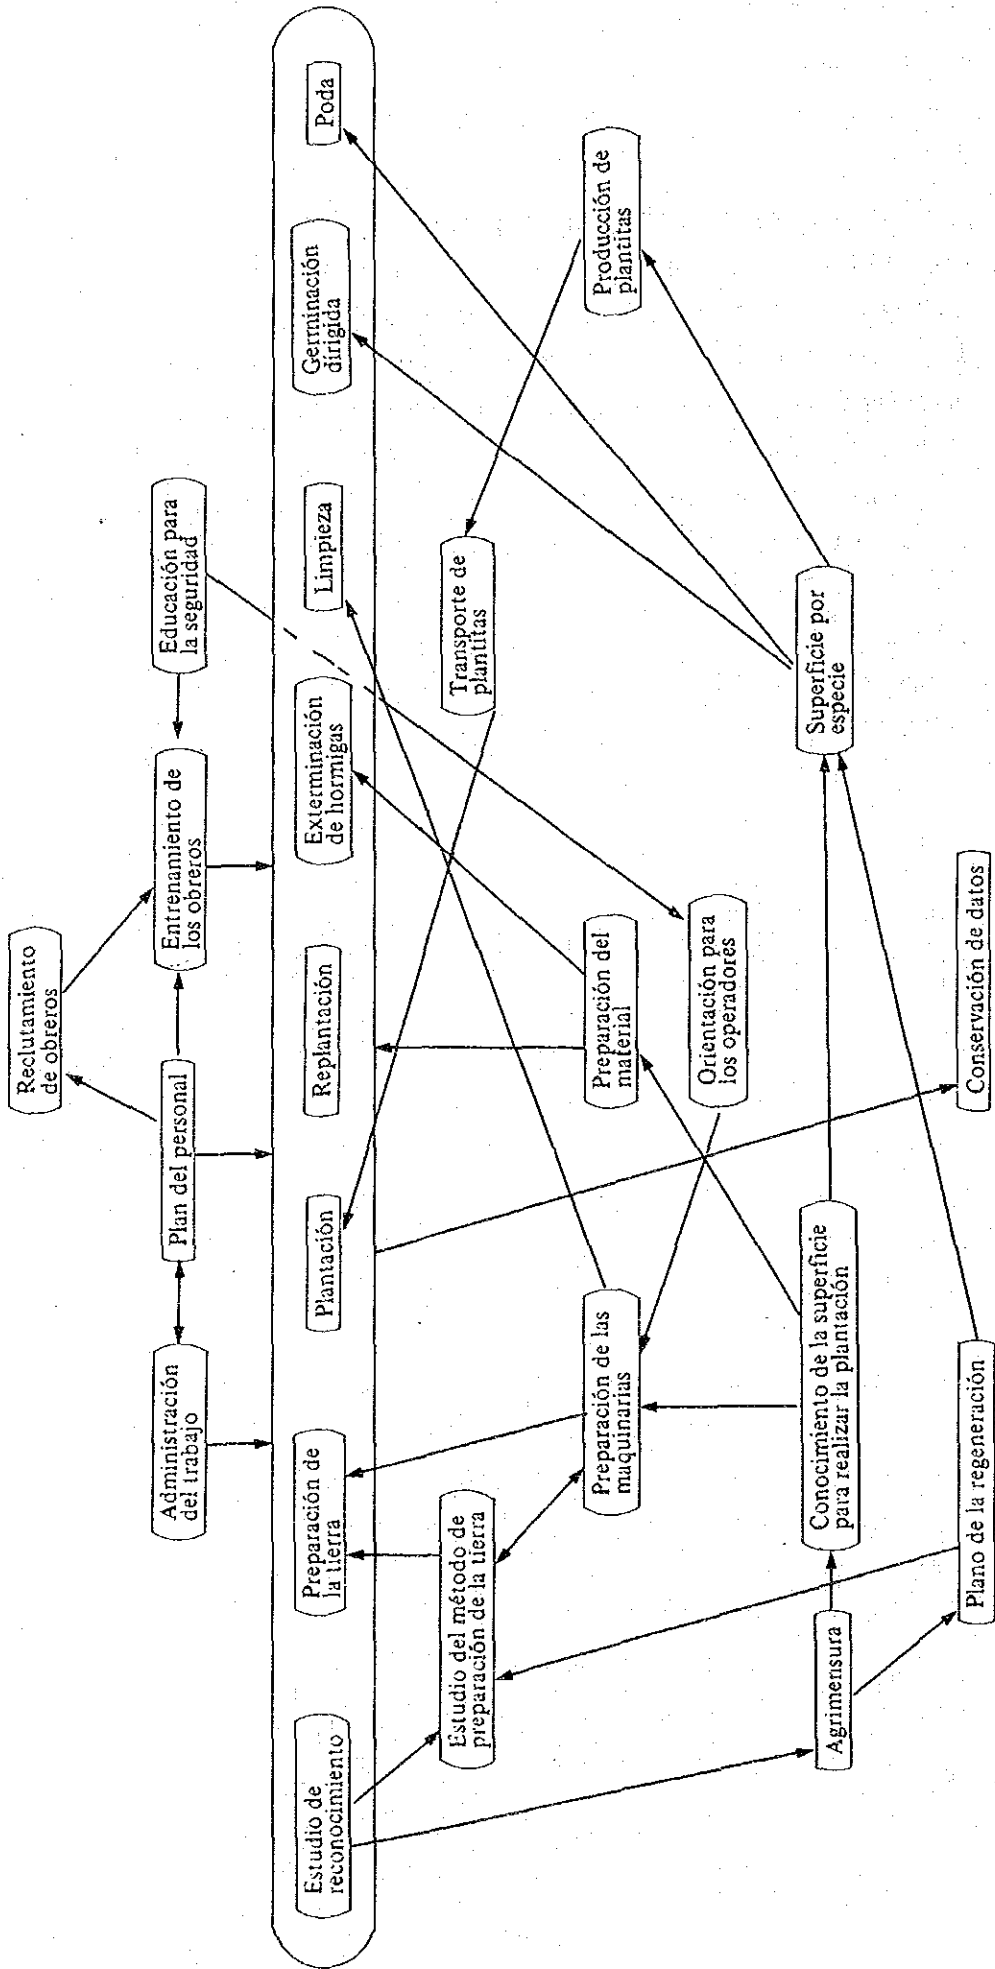 Reclutamiento
de obreros
Administración
del trabajo
Plan del personal
Entrenamiento de
los obreros
Educación para
la seguridad
Estudio de
reconocimiento
Preparación de
la tierra
Plantación
Replantación
Exterminación
de hormigas
Limpieza
Germinación
dirigida
Poda
Estudio del método de
preparación de la tierra
Transporte de
plantitas
Preparación de las
maquinarias
Preparación del
material
Producción de
plantitas
Orientación para
los operadores
Agrimensura
Conocimiento de la superficie
para realizar la plantación
Superficie por
especie
Plano de la regeneración
Conservación de datos